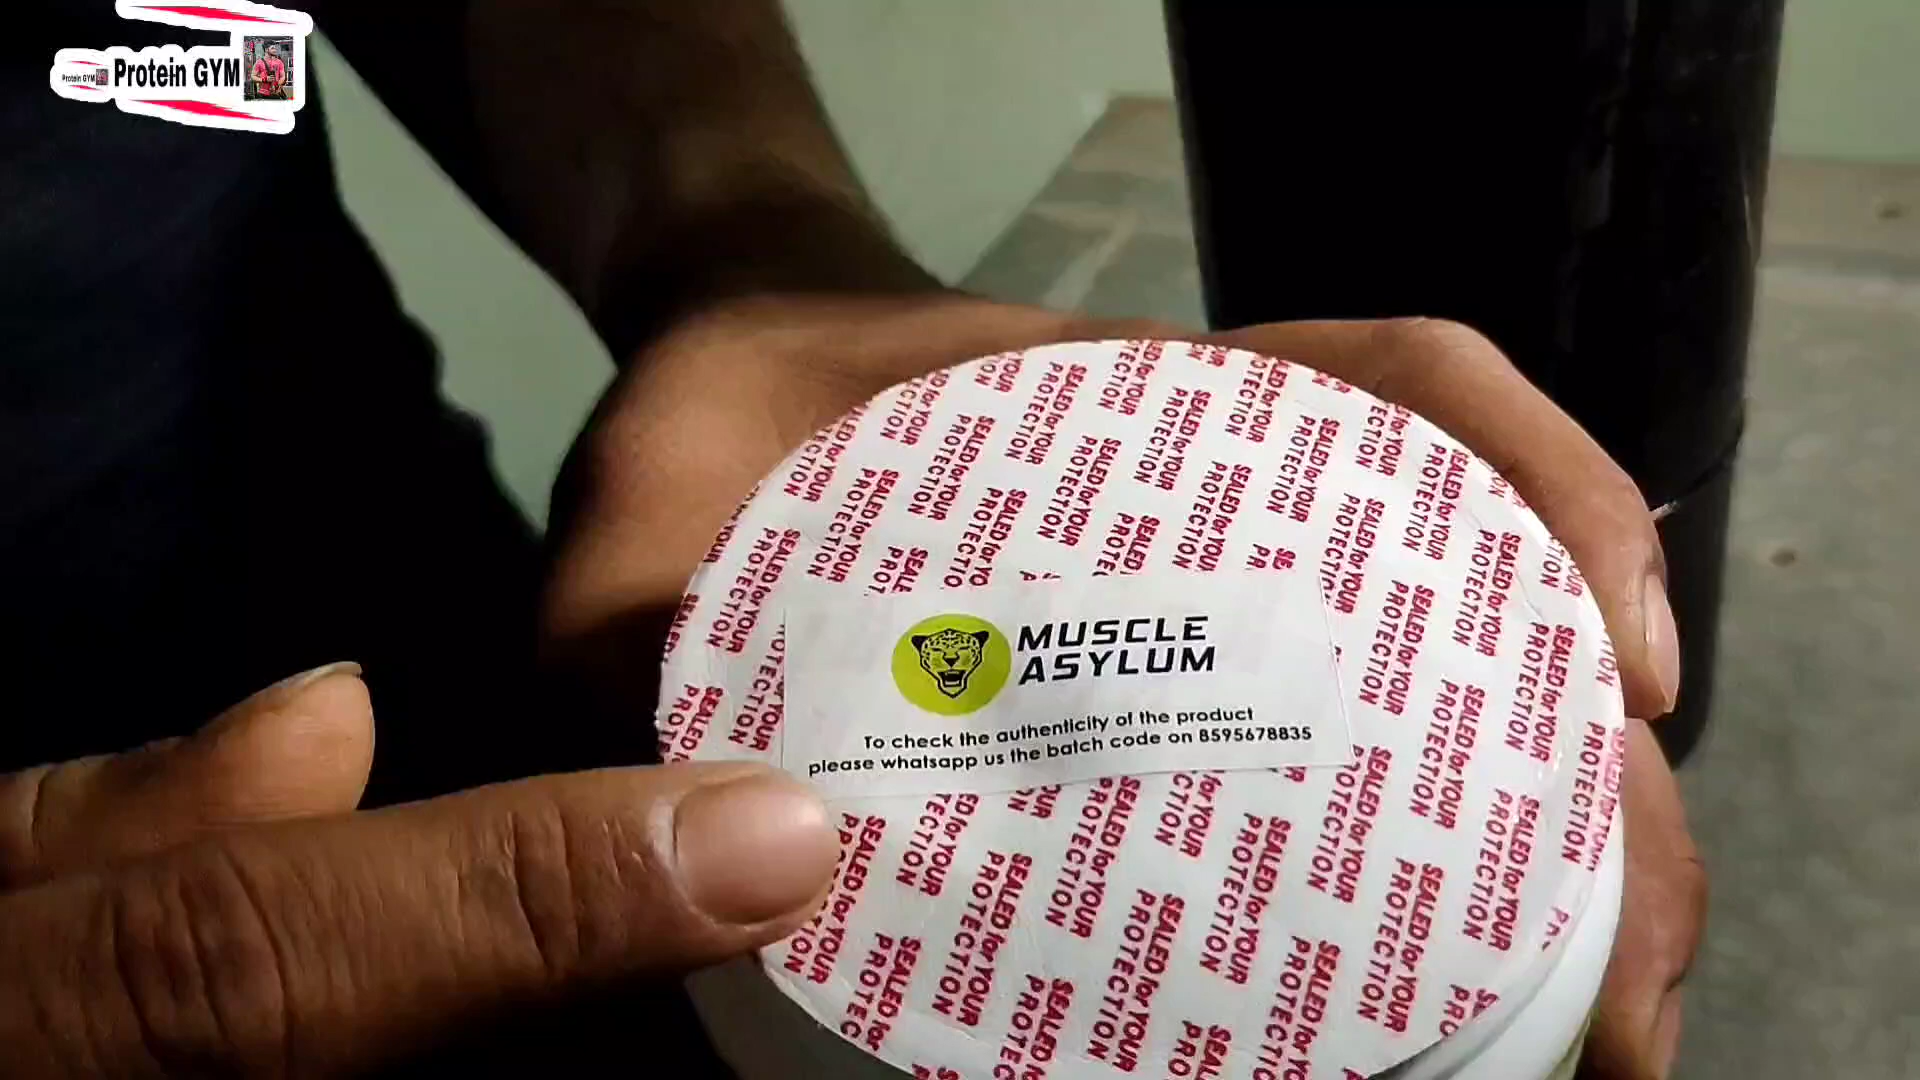 Protein GYM
Protein GYM
SEALED for YOUR
PROTECTION
MUSCLE
ASYLUM
To check the authenticity of the product
please whatsapp us the batch code on 8595678835